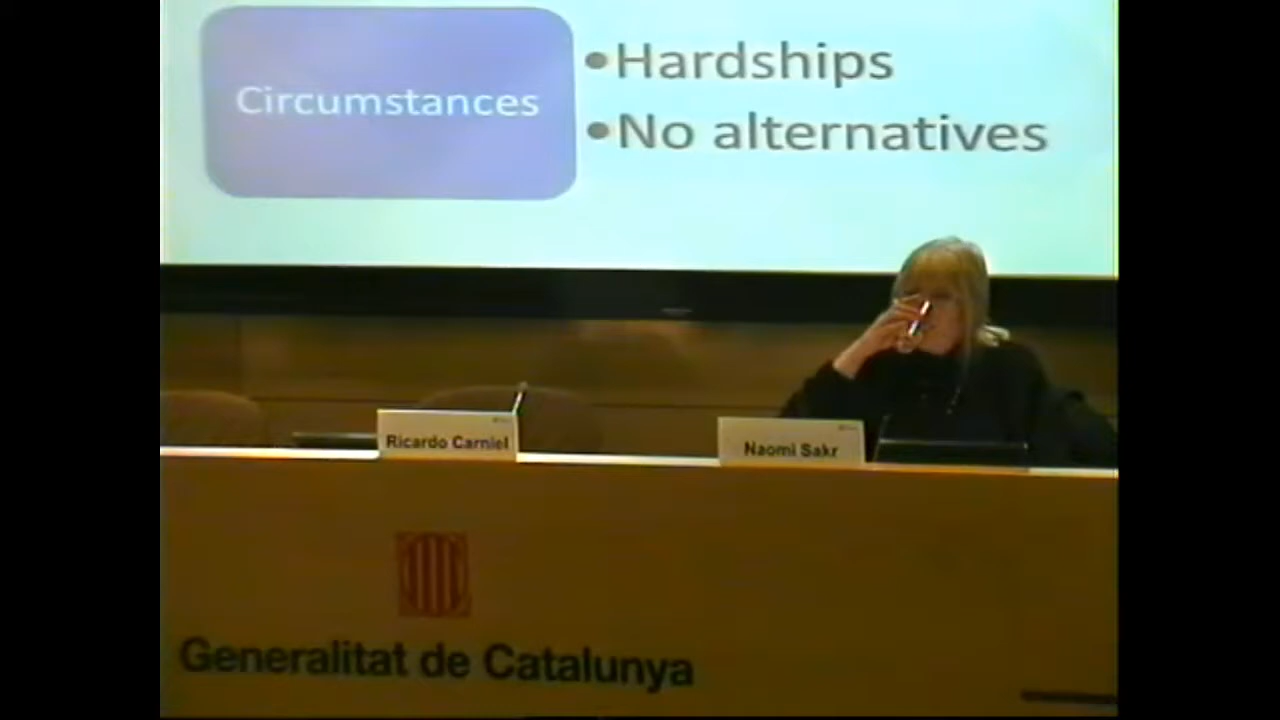 Circumstances
•Hardships
•No alternatives
Ricardo Carniel
Naomi Sakr
Generalitat de Catalunya